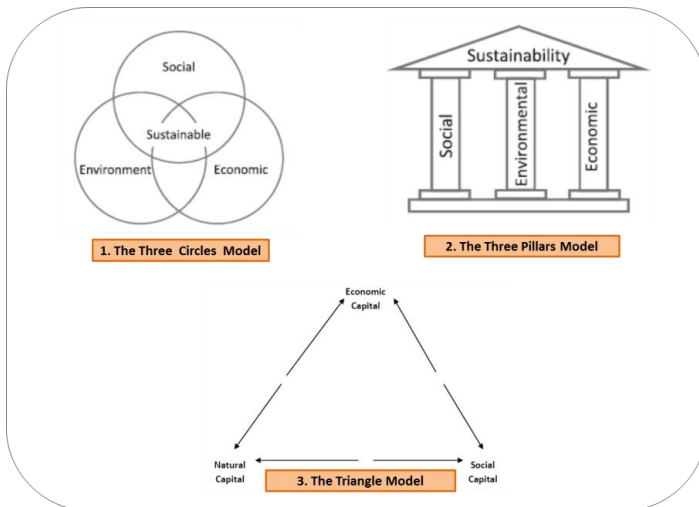 Social
Sustainable
Environment
Economic
1. The Three Circles Model
Sustainability
Social
Environmental
Economic
2. The Three Pillars Model
Economic
Capital
Natural
Capital
Social
Capital
3. The Triangle Model